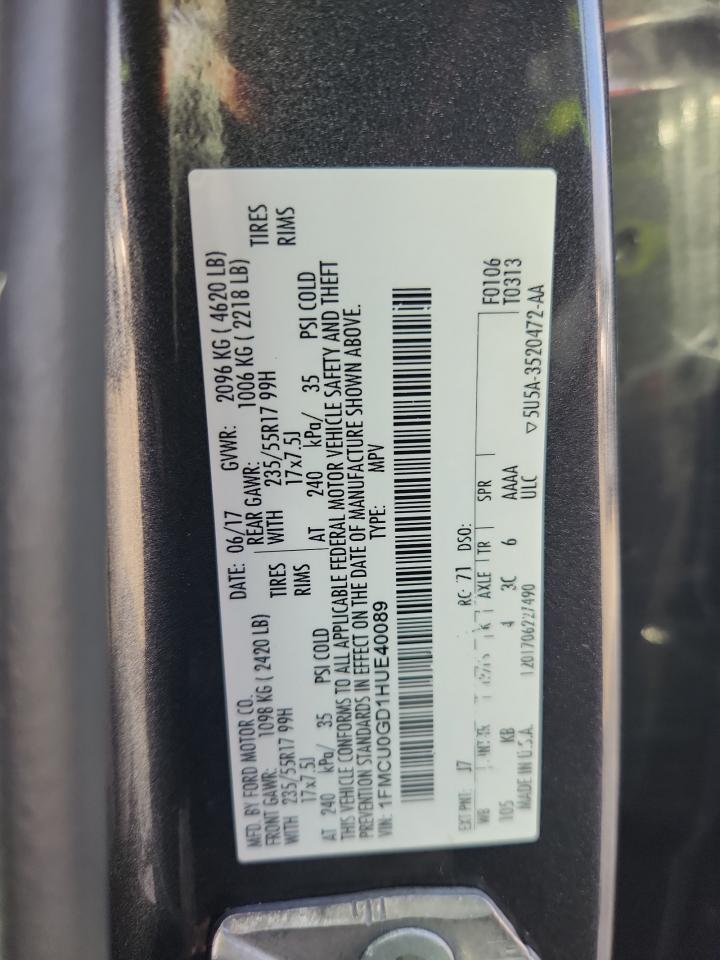 MFD. BY FORD MOTOR CO. DATE: 06/17 GVWR: 2096 KG ( 4620 LB)
FRONT GAWR: 1098 KG ( 2420 LB) REAR GAWR: 1006 KG ( 2218 LB)
WITH 235/55R17 99H TIRES WITH 235/55R17 99H TIRES
17x7.5J RIMS 17x7.5J RIMS
AT 240 kPa/ 35 PSI COLD AT 240 kPa/ 35 PSI COLD
THIS VEHICLE CONFORMS TO ALL APPLICABLE FEDERAL MOTOR VEHICLE SAFETY AND THEFT
PREVENTION STANDARDS IN EFFECT ON THE DATE OF MANUFACTURE SHOWN ABOVE.
VIN: 1FMCU0GD1HUE40089 TYPE: MPV
F0106
T0313
EXT PNT: J7 RC: 71 DSO:
WB AXLE TR SPR
105 KB 4 3C 6 AAAA
MADE IN U.S.A. ULC
▽5U5A-3520472-AA